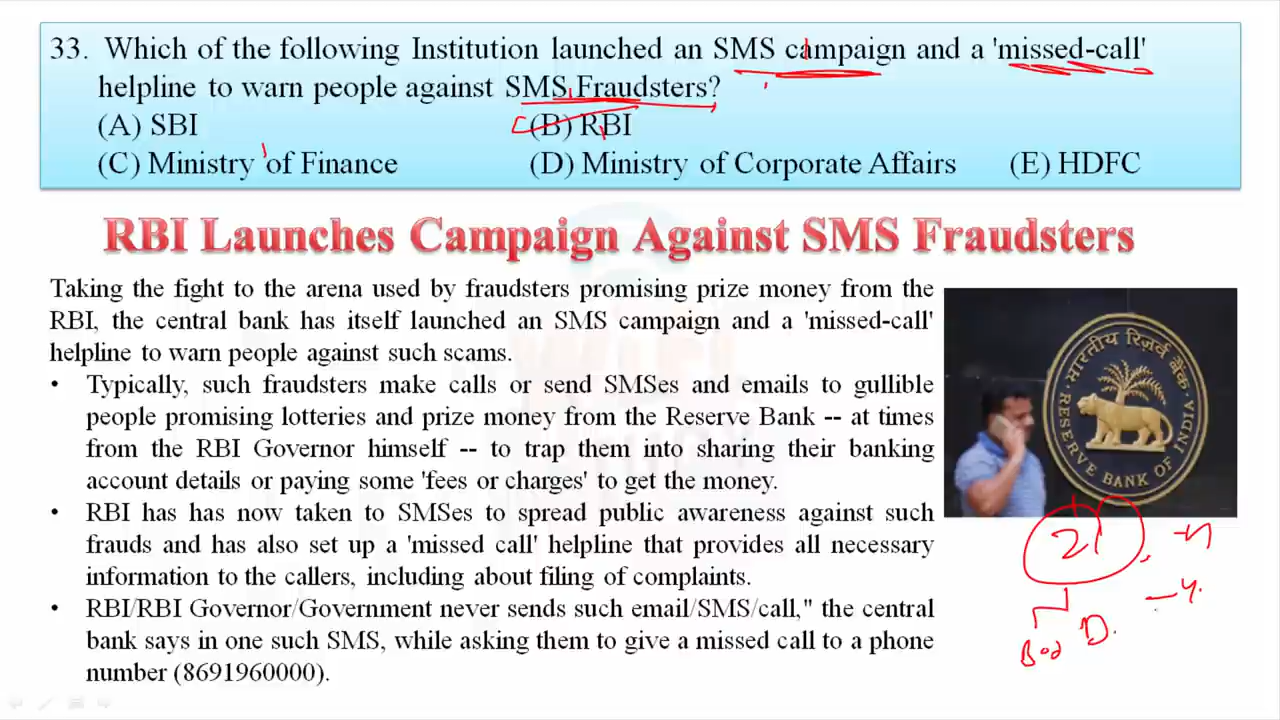 33. Which of the following Institution launched an SMS campaign and a 'missed-call'
helpline to warn people against SMS Fraudsters?
(A) SBI (B) RBI
(C) Ministry of Finance (D) Ministry of Corporate Affairs (E) HDFC
RBI Launches Campaign Against SMS Fraudsters
Taking the fight to the arena used by fraudsters promising prize money from the
RBI, the central bank has itself launched an SMS campaign and a 'missed-call'
helpline to warn people against such scams.
• Typically, such fraudsters make calls or send SMSes and emails to gullible
people promising lotteries and prize money from the Reserve Bank -- at times
from the RBI Governor himself -- to trap them into sharing their banking
account details or paying some 'fees or charges' to get the money.
• RBI has has now taken to SMSes to spread public awareness against such
frauds and has also set up a 'missed call' helpline that provides all necessary
information to the callers, including about filing of complaints.
• RBI/RBI Governor/Government never sends such email/SMS/call," the central
bank says in one such SMS, while asking them to give a missed call to a phone
number (8691960000).
भारतीय रिज़र्व बैंक
RESERVE BANK OF INDIA
21
D.